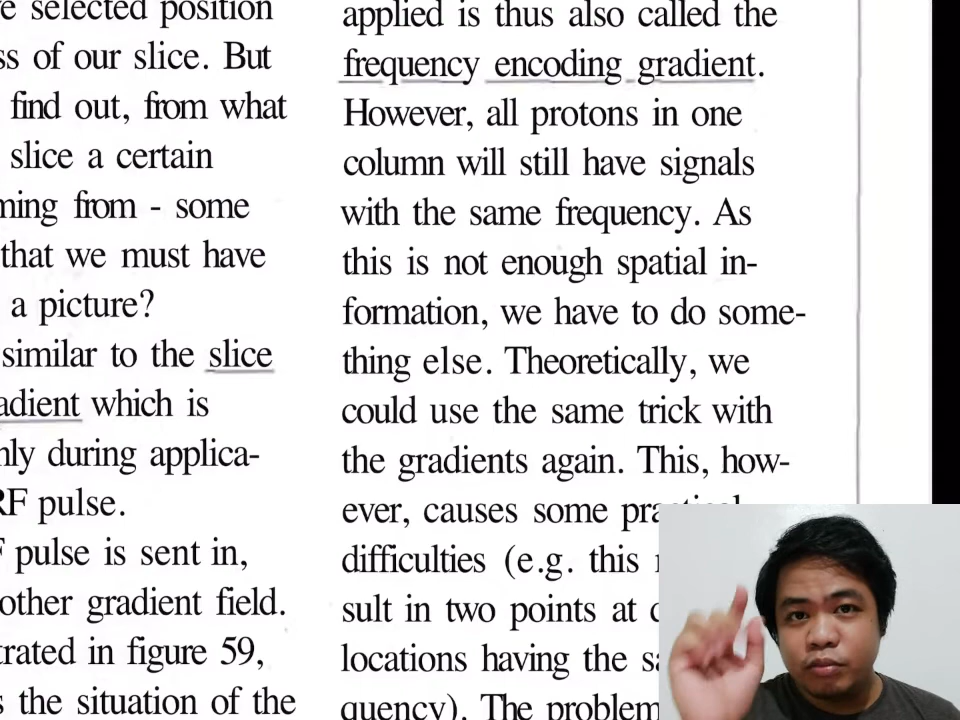 e selected position
ss of our slice. But
find out, from what
slice a certain
ming from - some
that we must have
a picture?
similar to the slice
adient which is
nly during applica-
RF pulse.
F pulse is sent in,
other gradient field.
trated in figure 59,
s the situation of the
applied is thus also called the
frequency encoding gradient.
However, all protons in one
column will still have signals
with the same frequency. As
this is not enough spatial in-
formation, we have to do some-
thing else. Theoretically, we
could use the same trick with
the gradients again. This, how-
ever, causes some practical
difficulties (e.g. this
sult in two points at
locations having the
quency). The problem